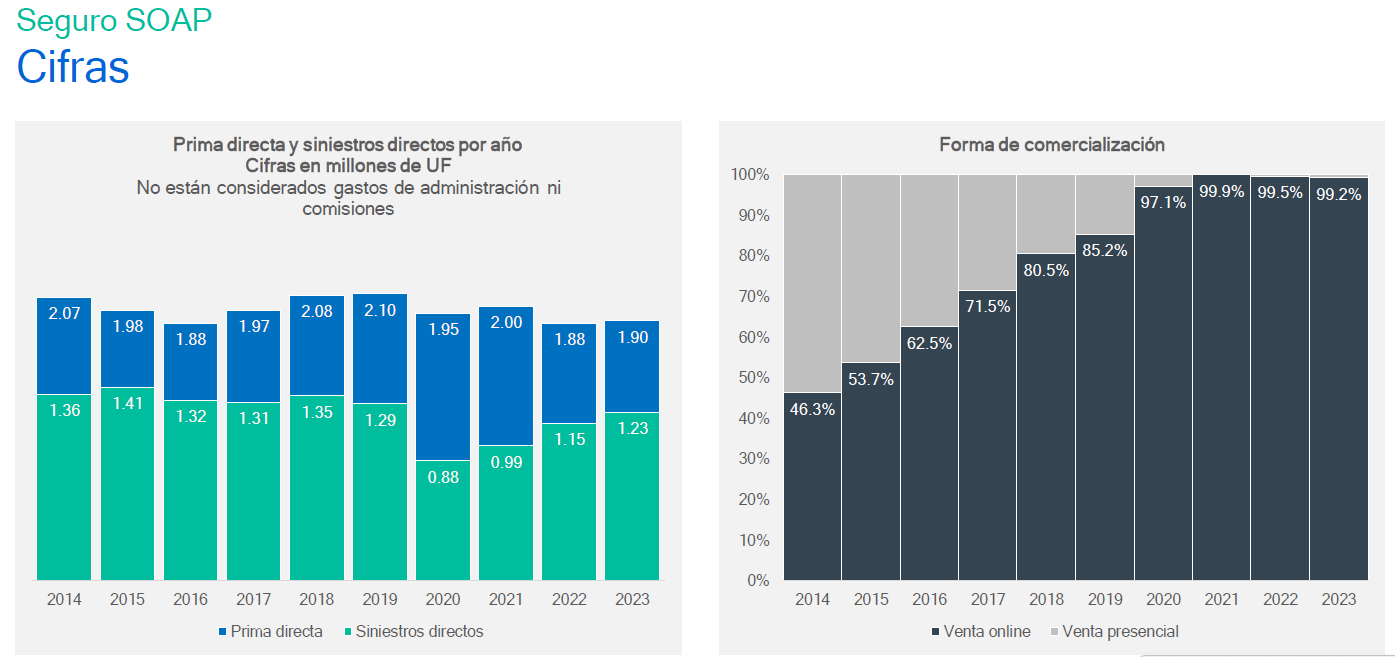 Seguro SOAP
Cifras
Prima directa y siniestros directos por año
Cifras en millones de UF
No están considerados gastos de administración ni
comisiones
2.07 1.98 1.88 1.97 2.08 2.10 1.95 2.00 1.88 1.90
1.36 1.41 1.32 1.31 1.35 1.29 0.88 0.99 1.15 1.23
2014 2015 2016 2017 2018 2019 2020 2021 2022 2023
Prima directa Siniestros directos
Forma de comercialización
100%
90%
80%
70%
60%
50%
40%
30%
20%
10%
0%
46.3% 53.7% 62.5% 71.5% 80.5% 85.2% 97.1% 99.9% 99.5% 99.2%
2014 2015 2016 2017 2018 2019 2020 2021 2022 2023
Venta online Venta presencial